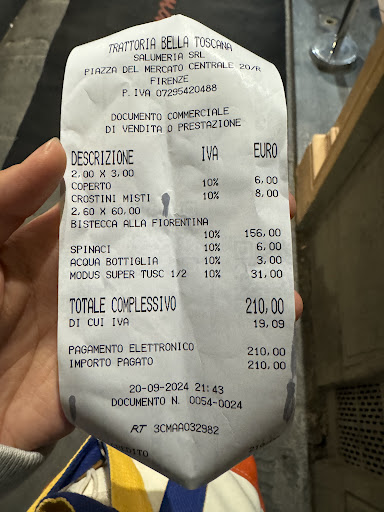 TRATTORIA BELLA TOSCANA
SALUMERIA SRL
PIAZZA DEL MERCATO CENTRALE 20/R
FIRENZE
P. IVA 07295420488
DOCUMENTO COMMERCIALE
DI VENDITA O PRESTAZIONE
DESCRIZIONE IVA EURO
2,00 X 3,00
COPERTO 10% 6,00
CROSTINI MISTI 10% 8,00
2,60 X 60,00
BISTECCA ALLA FIORENTINA
10% 156,00
SPINACI 10% 6,00
ACQUA BOTTIGLIA 10% 3,00
MODUS SUPER TUSC 1/2 10% 31,00
TOTALE COMPLESSIVO 210,00
DI CUI IVA 19,09
PAGAMENTO ELETTRONICO 210,00
IMPORTO PAGATO 210,00
20-09-2024 21:43
DOCUMENTO N. 0054-0024
RT 3CMAA032982